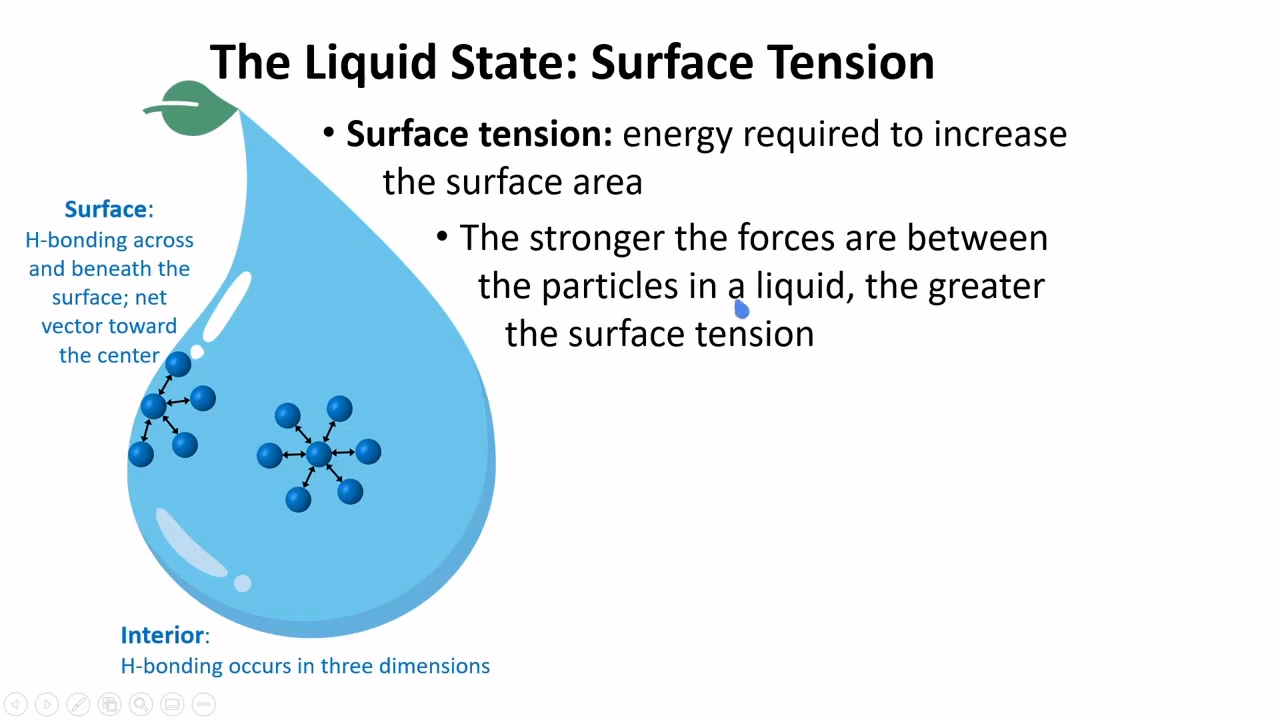 The Liquid State: Surface Tension
• Surface tension: energy required to increase
the surface area
• The stronger the forces are between
the particles in a liquid, the greater
the surface tension
Surface:
H-bonding across
and beneath the
surface; net
vector toward
the center
Interior:
H-bonding occurs in three dimensions